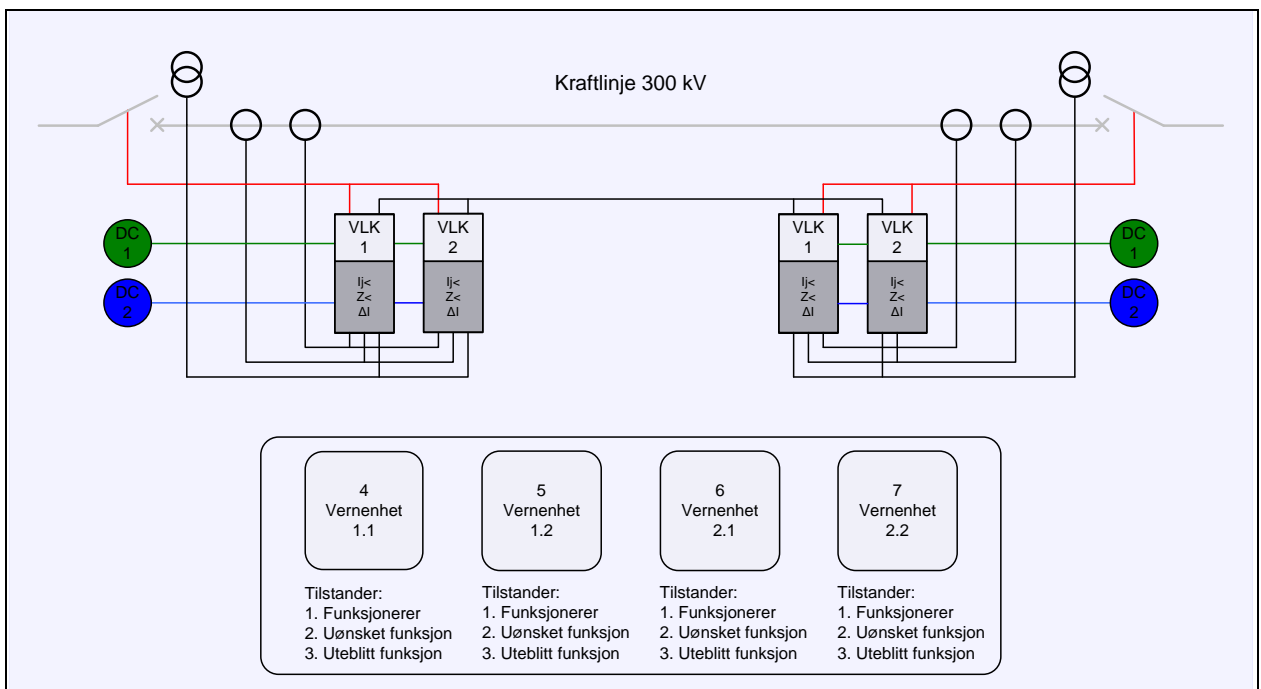 Kraftlinje 300 kV
DC
1
VLK
1
VLK
2
VLK
1
VLK
2
DC
1
DC
2
Ij<
Z<
ΔI
Ij<
Z<
ΔI
Ij<
Z<
ΔI
Ij<
Z<
ΔI
DC
2
4
Vernenhet
1.1
5
Vernenhet
1.2
6
Vernenhet
2.1
7
Vernenhet
2.2
Tilstander:
1. Funksjonerer
2. Uønsket funksjon
3. Uteblitt funksjon
Tilstander:
1. Funksjonerer
2. Uønsket funksjon
3. Uteblitt funksjon
Tilstander:
1. Funksjonerer
2. Uønsket funksjon
3. Uteblitt funksjon
Tilstander:
1. Funksjonerer
2. Uønsket funksjon
3. Uteblitt funksjon